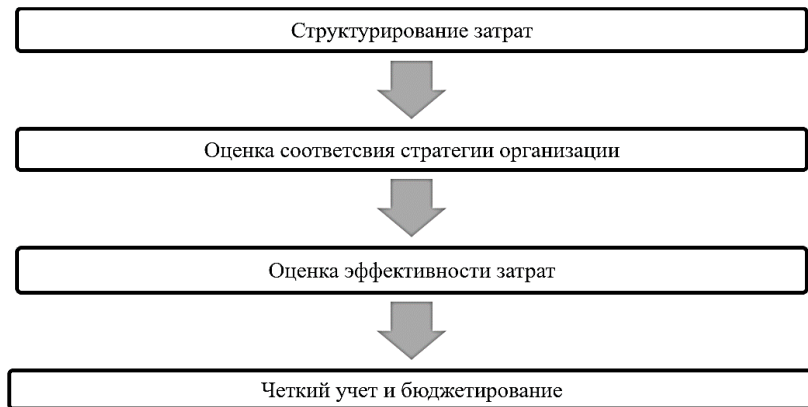 Структурирование затрат
Оценка соответсвия стратегии организации
Оценка эффективности затрат
Четкий учет и бюджетирование